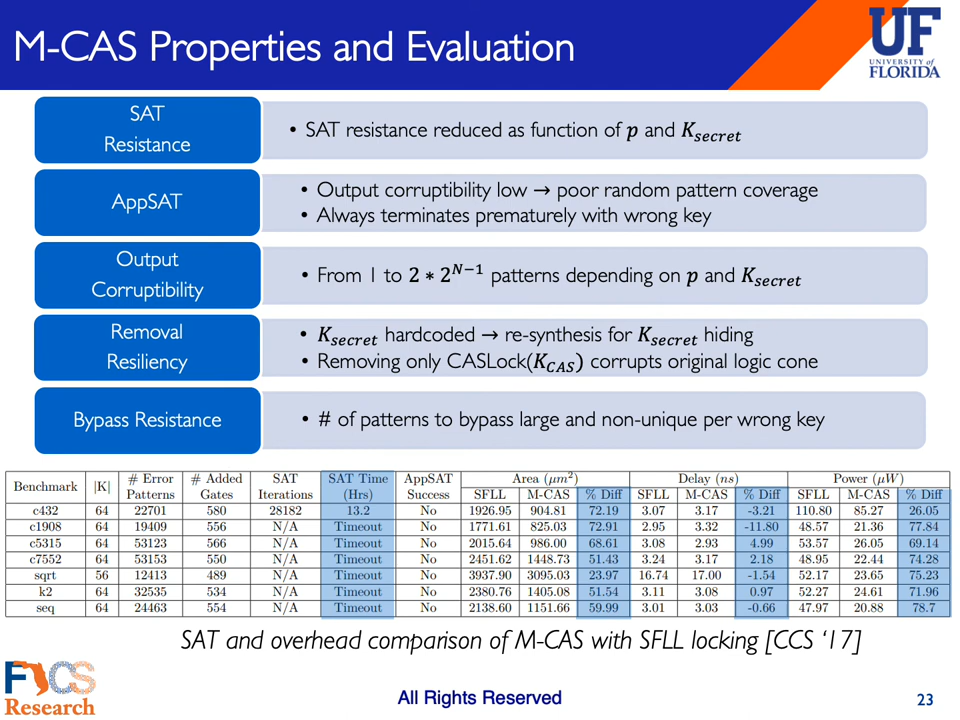 M-CAS Properties and Evaluation
UF
UNIVERSITY of
FLORIDA
SAT
Resistance
• SAT resistance reduced as function of p and K_secret
AppSAT
• Output corruptibility low → poor random pattern coverage
• Always terminates prematurely with wrong key
Output
Corruptibility
• From 1 to 2 * 2^{N−1} patterns depending on p and K_secret
Removal
Resiliency
• K_secret hardcoded → re-synthesis for K_secret hiding
• Removing only CASLock(K_CAS) corrupts original logic cone
Bypass Resistance
• # of patterns to bypass large and non-unique per wrong key
Benchmark |K| # Error Patterns # Added Gates SAT Iterations SAT Time (Hrs) AppSAT Success Area (μm²) Delay (ns) Power (μW)
SFLL M-CAS % Diff SFLL M-CAS % Diff SFLL M-CAS % Diff
c432 64 22701 580 28182 13.2 No 1926.95 904.81 72.19 3.07 3.17 -3.21 110.80 85.27 26.05
c1908 64 19409 556 N/A Timeout No 1771.61 825.03 72.91 2.95 3.32 -11.80 48.57 21.36 77.84
c5315 64 53123 566 N/A Timeout No 2015.64 986.00 68.61 3.08 2.93 4.99 53.57 26.05 69.14
c7552 64 53153 550 N/A Timeout No 2451.62 1448.73 51.43 3.24 3.17 2.18 48.95 22.44 74.28
sqrt 56 12413 489 N/A Timeout No 3937.90 3095.03 23.97 16.74 17.00 -1.54 52.17 23.65 75.23
k2 64 32535 534 N/A Timeout No 2380.76 1405.08 51.54 3.11 3.08 0.97 52.27 24.61 71.96
seq 64 24463 554 N/A Timeout No 2138.60 1151.66 59.99 3.01 3.03 -0.66 47.97 20.88 78.7
SAT and overhead comparison of M-CAS with SFLL locking [CCS '17]
FICS
Research
All Rights Reserved
23